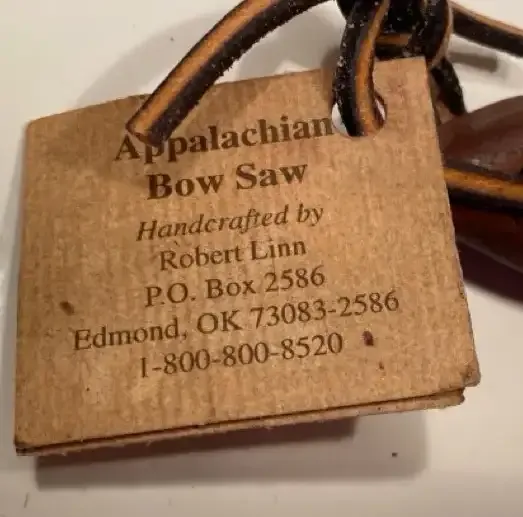 Appalachian
Bow Saw
Handcrafted by
Robert Linn
P.O. Box 2586
Edmond, OK 73083-2586
1-800-800-8520